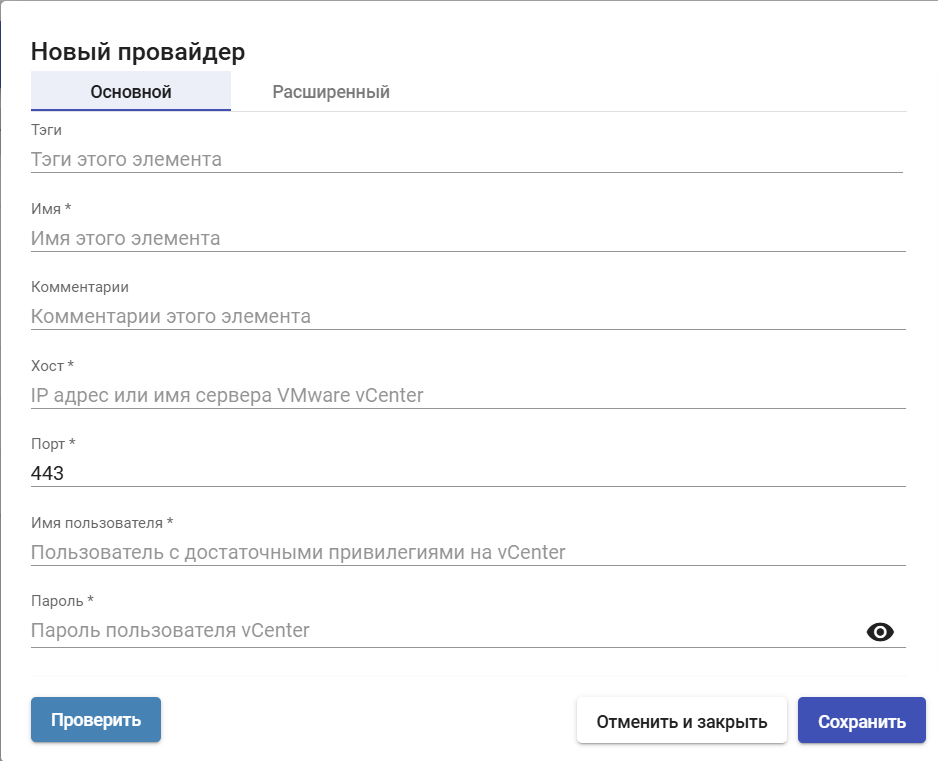 Новый провайдер
Основной Расширенный
Тэги
Тэги этого элемента
Имя *
Имя этого элемента
Комментарии
Комментарии этого элемента
Хост *
IP адрес или имя сервера VMware vCenter
Порт *
443
Имя пользователя *
Пользователь с достаточными привилегиями на vCenter
Пароль *
Пароль пользователя vCenter
Проверить Отменить и закрыть Сохранить